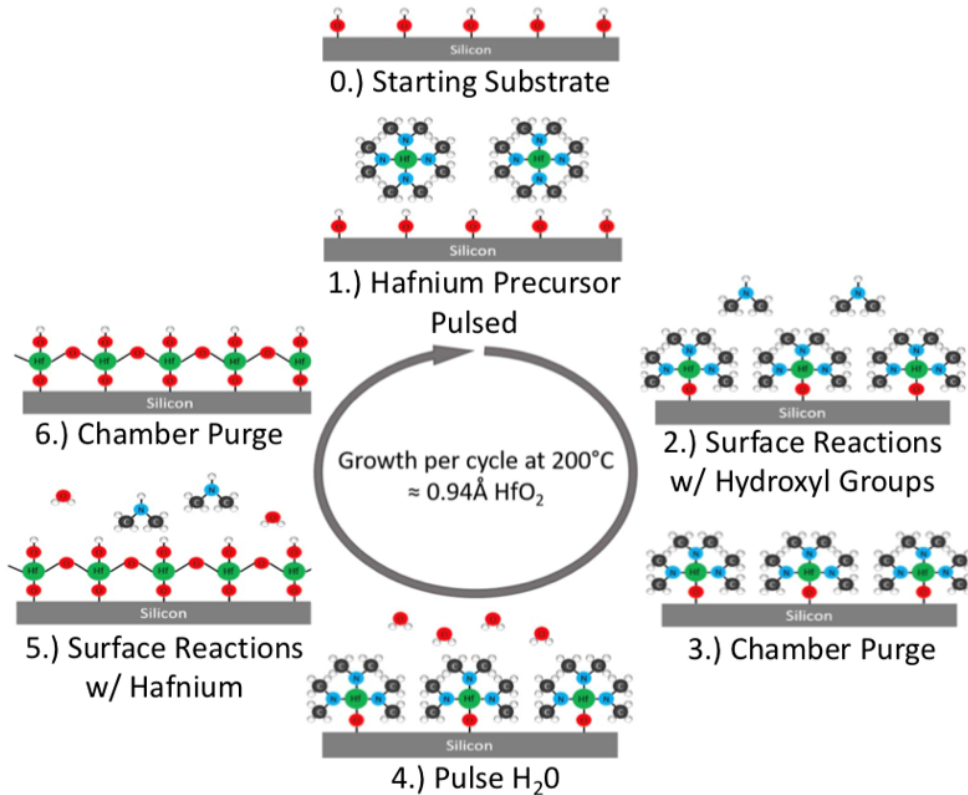 O O O O O
Silicon
0.) Starting Substrate
C C C C
C N C C N C
N Hf N N Hf N
C N C C N C
C C C C
O O O O O
Silicon
1.) Hafnium Precursor
Pulsed
N N
C C C C
C C C C C C
C N C C N C C N C
N Hf N N Hf N N Hf N
C C C C C C
O O O
Silicon
2.) Surface Reactions
w/ Hydroxyl Groups
C C C C C C
C N C C N C C N C
N Hf N N Hf N N Hf N
C C C C C C
O O O
Silicon
3.) Chamber Purge
O O O O
C C C C C C
C N C C N C C N C
N Hf N N Hf N N Hf N
C C C C C C
O O O
Silicon
4.) Pulse H₂0
O N N O
C C C C
O O O O O
Hf O Hf O Hf O Hf O Hf
O O O O O
Silicon
5.) Surface Reactions
w/ Hafnium
O O O O O
Hf O Hf O Hf O Hf O Hf
O O O O O
Silicon
6.) Chamber Purge
Growth per cycle at 200°C
≈ 0.94Å HfO₂